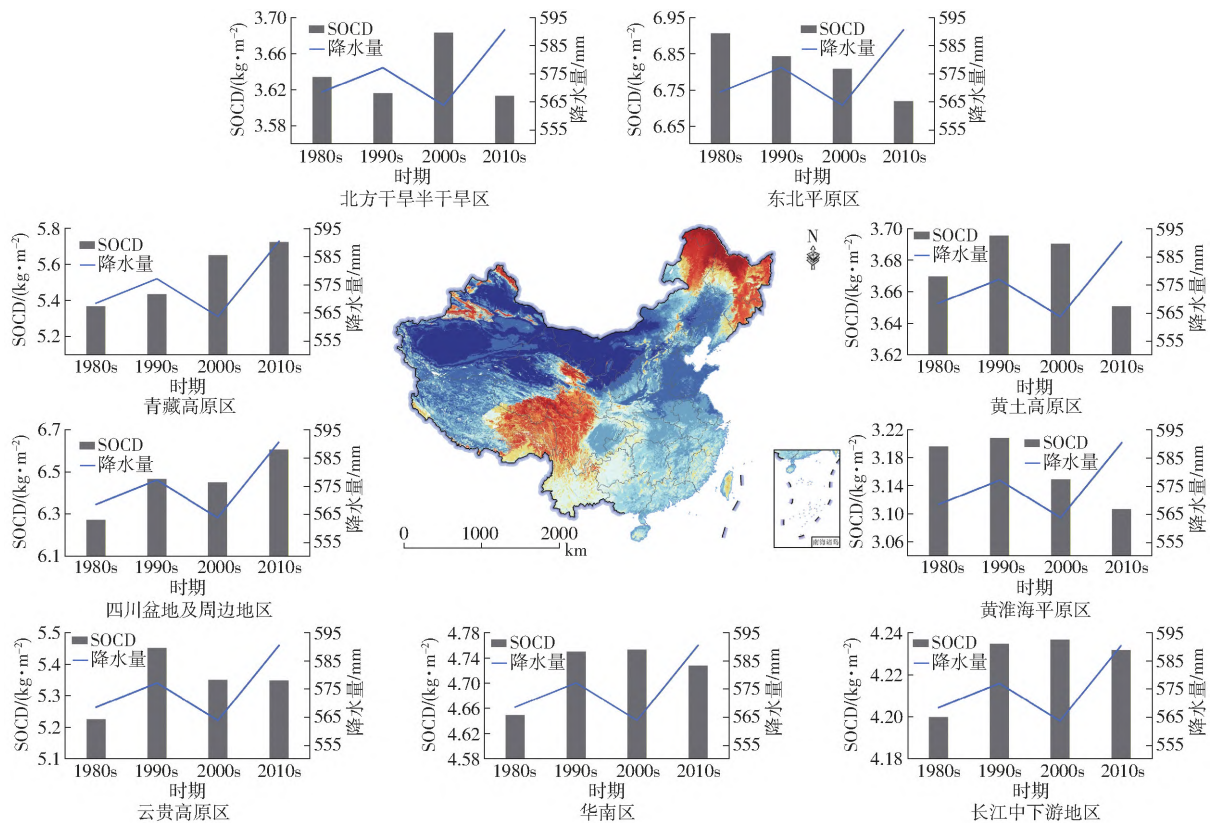 3.70
3.66
3.62
3.58
SOCD/(kg·m⁻²)
SOCD
降水量
595
585
575
565
555
降水量/mm
1980s 1990s 2000s 2010s
时期
北方干旱半干旱区
6.95
6.85
6.75
6.65
SOCD/(kg·m⁻²)
SOCD
降水量
595
585
575
565
555
降水量/mm
1980s 1990s 2000s 2010s
时期
东北平原区
5.8
5.6
5.4
5.2
SOCD/(kg·m⁻²)
SOCD
降水量
595
585
575
565
555
降水量/mm
1980s 1990s 2000s 2010s
时期
青藏高原区
N
0 1000 2000
km
南海诸岛
3.70
3.68
3.66
3.64
3.62
SOCD/(kg·m⁻²)
SOCD
降水量
595
585
575
565
555
降水量/mm
1980s 1990s 2000s 2010s
时期
黄土高原区
6.7
6.5
6.3
6.1
SOCD/(kg·m⁻²)
SOCD
降水量
595
585
575
565
555
降水量/mm
1980s 1990s 2000s 2010s
时期
四川盆地及周边地区
3.22
3.18
3.14
3.10
3.06
SOCD/(kg·m⁻²)
SOCD
降水量
595
585
575
565
555
降水量/mm
1980s 1990s 2000s 2010s
时期
黄淮海平原区
5.5
5.4
5.3
5.2
5.1
SOCD/(kg·m⁻²)
SOCD
降水量
595
585
575
565
555
降水量/mm
1980s 1990s 2000s 2010s
时期
云贵高原区
4.78
4.74
4.70
4.66
4.62
4.58
SOCD/(kg·m⁻²)
SOCD
降水量
595
585
575
565
555
降水量/mm
1980s 1990s 2000s 2010s
时期
华南区
4.24
4.22
4.20
4.18
SOCD/(kg·m⁻²)
SOCD
降水量
595
585
575
565
555
降水量/mm
1980s 1990s 2000s 2010s
时期
长江中下游地区